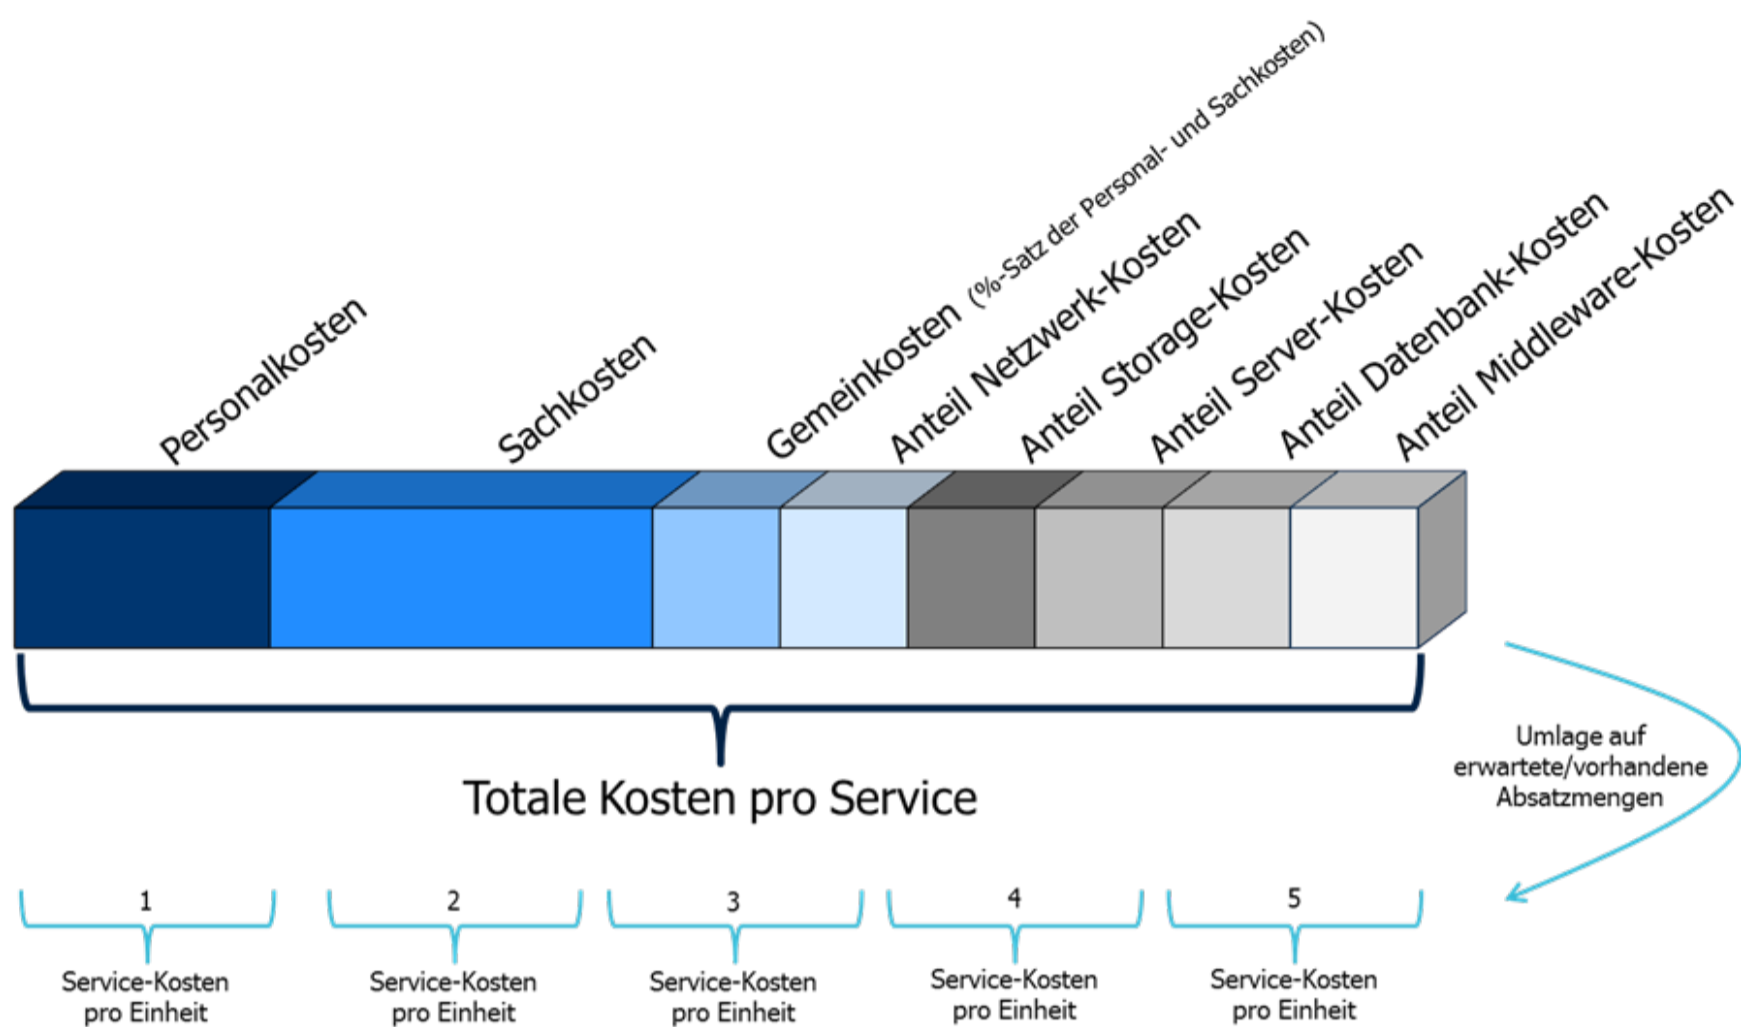 Personalkosten
Sachkosten
Gemeinkosten (%-Satz der Personal- und Sachkosten)
Anteil Netzwerk-Kosten
Anteil Storage-Kosten
Anteil Server-Kosten
Anteil Datenbank-Kosten
Anteil Middleware-Kosten
Totale Kosten pro Service
Umlage auf
erwartete/vorhandene
Absatzmengen
1
Service-Kosten
pro Einheit
2
Service-Kosten
pro Einheit
3
Service-Kosten
pro Einheit
4
Service-Kosten
pro Einheit
5
Service-Kosten
pro Einheit